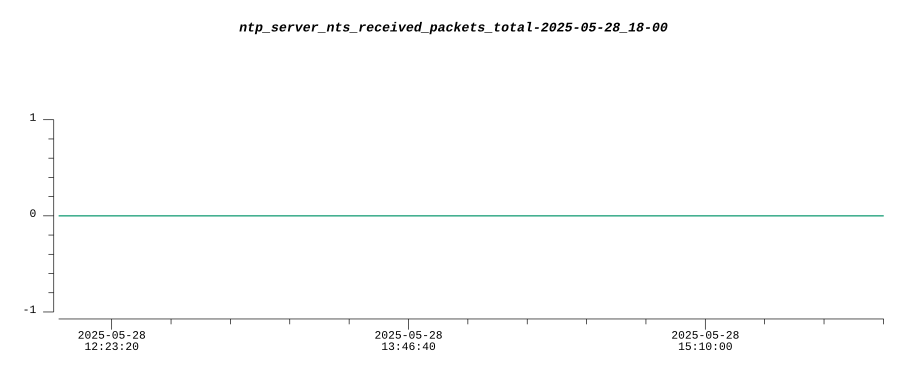 ntp_server_nts_received_packets_total-2025-05-28_18-00
1
0
-1
2025-05-28 2025-05-28 2025-05-28
12:23:20 13:46:40 15:10:00